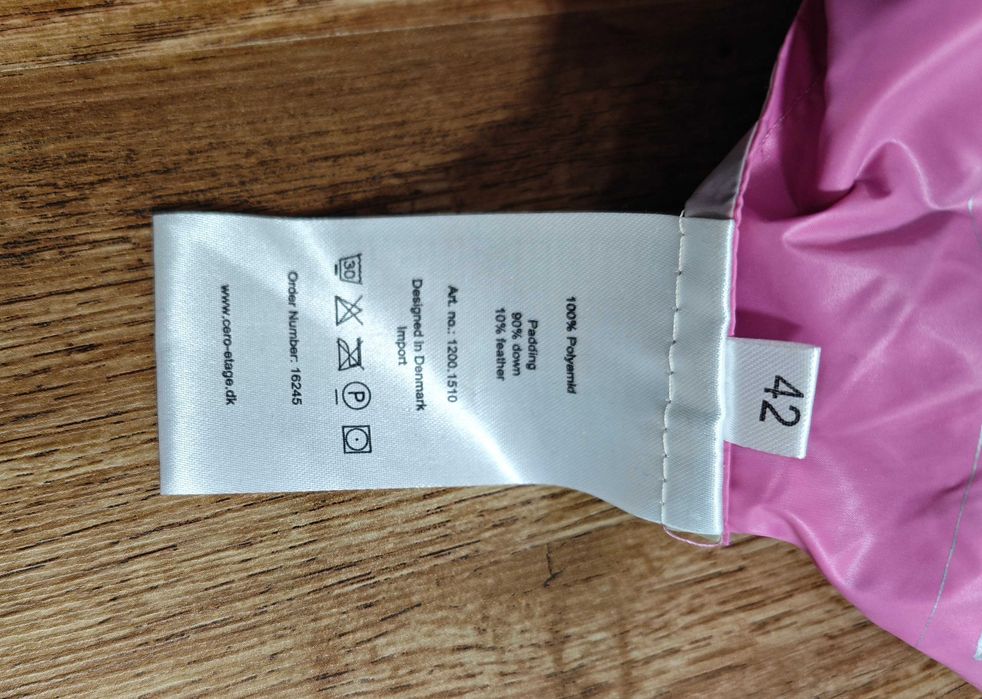 100% Polyamid
Padding
90% down
10% feather
Art. no.: 1200.1510
Designed in Denmark
Import
30
P
Order Number: 16245
www.cero-etage.dk
42